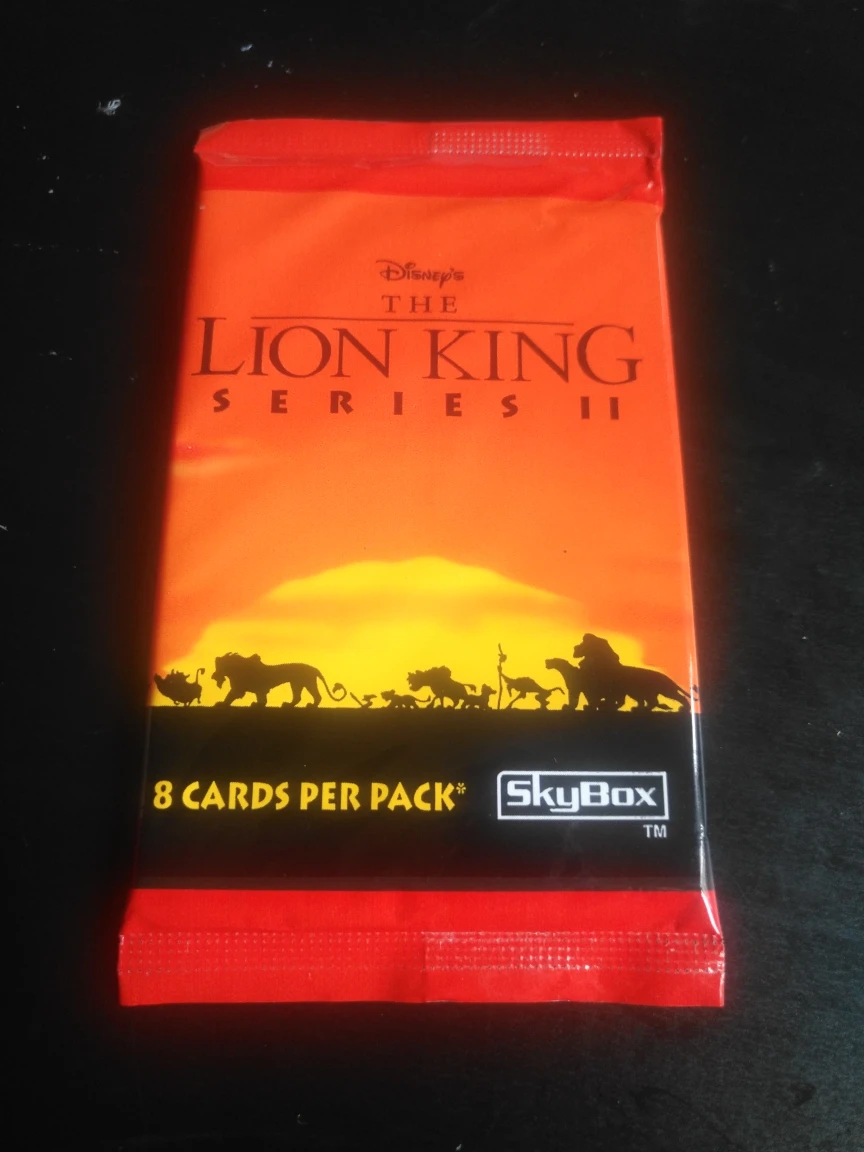 Disney's
THE
LION KING
SERIES II
8 CARDS PER PACK*
SkyBox
TM